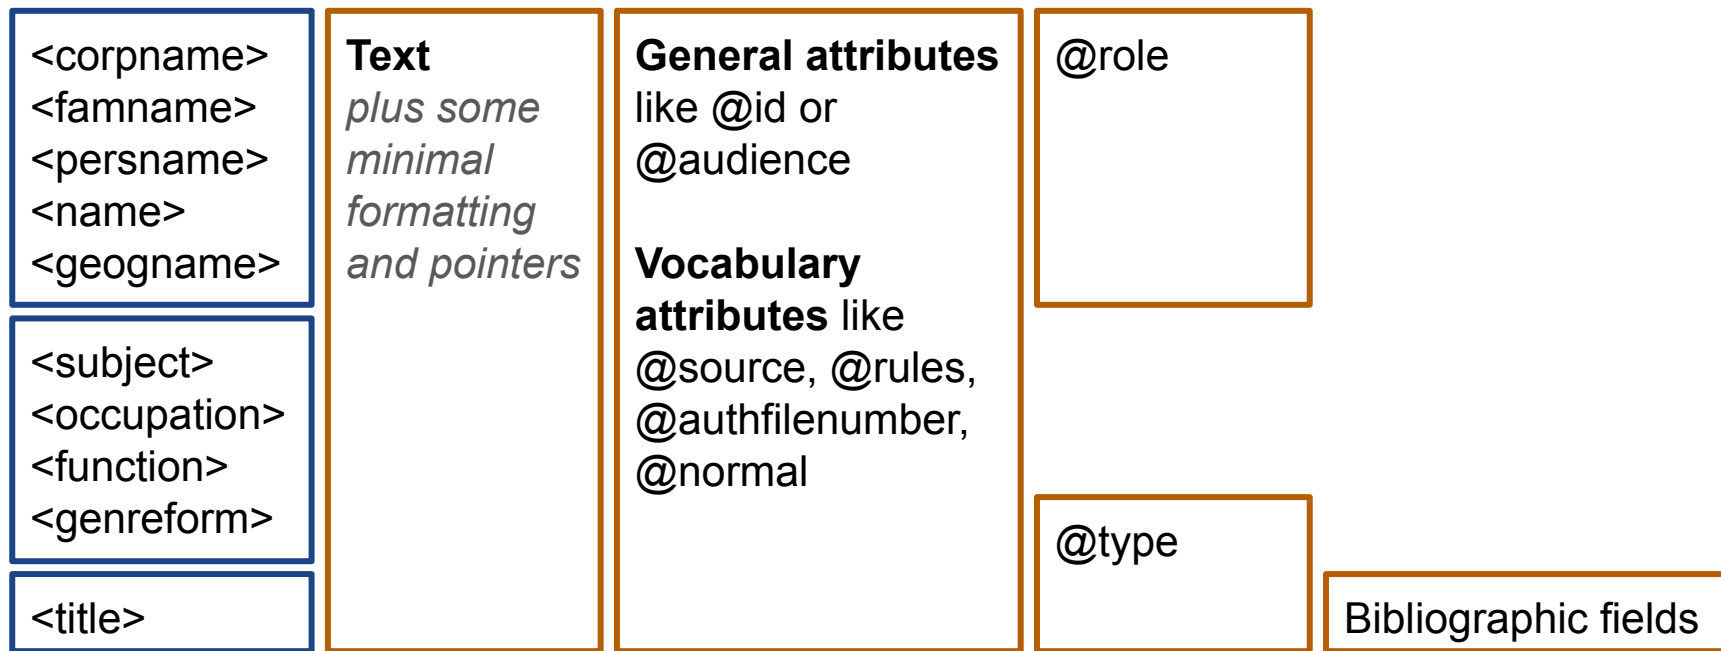 <corpname>
<famname>
<persname>
<name>
<geogname>
<subject>
<occupation>
<function>
<genreform>
<title>
Text
plus some
minimal
formatting
and pointers
General attributes
like @id or
@audience
Vocabulary
attributes like
@source, @rules,
@authfilenumber,
@normal
@role
@type
Bibliographic fields